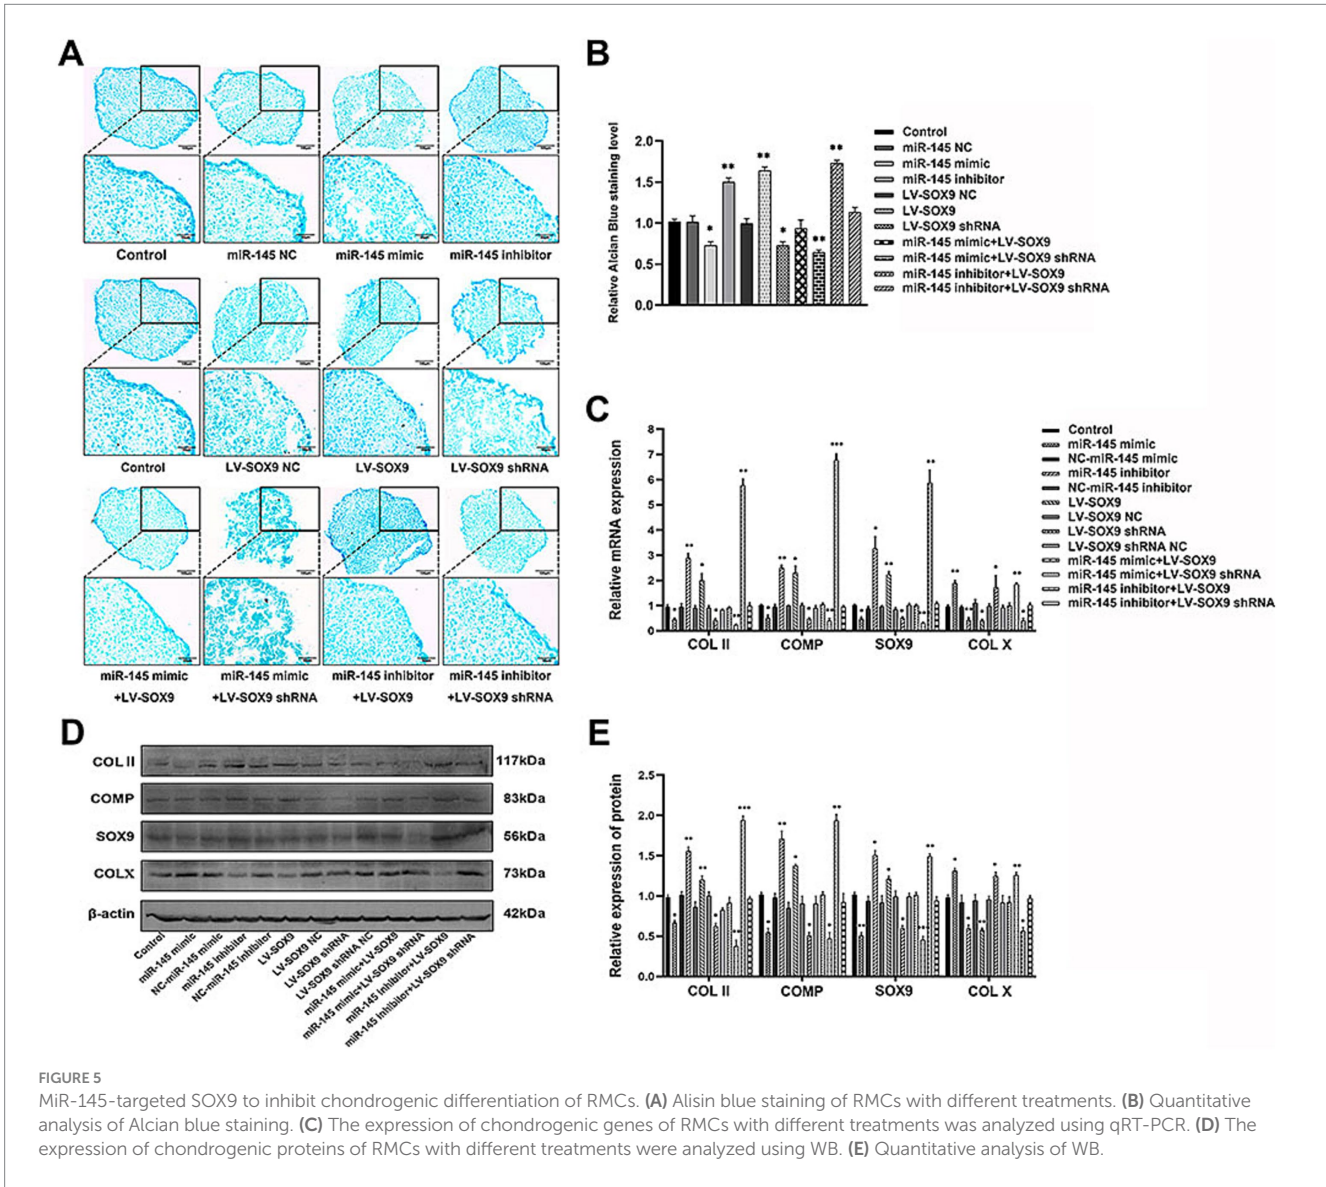 A
Control
miR-145 NC
miR-145 mimic
miR-145 inhibitor
Control
LV-SOX9 NC
LV-SOX9
LV-SOX9 shRNA
miR-145 mimic
+LV-SOX9
miR-145 mimic
+LV-SOX9 shRNA
miR-145 inhibitor
+LV-SOX9
miR-145 inhibitor
+LV-SOX9 shRNA
B
Relative Alcian Blue staining level
2.0
1.5
1.0
0.5
0.0
*
**
**
*
**
**
Control
miR-145 NC
miR-145 mimic
miR-145 inhibitor
LV-SOX9 NC
LV-SOX9
LV-SOX9 shRNA
miR-145 mimic+LV-SOX9
miR-145 mimic+LV-SOX9 shRNA
miR-145 inhibitor+LV-SOX9
miR-145 inhibitor+LV-SOX9 shRNA
C
Relative mRNA expression
8
7
6
5
4
3
2
1
0
COL II
COMP
SOX9
COL X
Control
miR-145 mimic
NC-miR-145 mimic
miR-145 inhibitor
NC-miR-145 inhibitor
LV-SOX9
LV-SOX9 NC
LV-SOX9 shRNA
LV-SOX9 shRNA NC
miR-145 mimic+LV-SOX9
miR-145 mimic+LV-SOX9 shRNA
miR-145 inhibitor+LV-SOX9
miR-145 inhibitor+LV-SOX9 shRNA
D
COL II
117kDa
COMP
83kDa
SOX9
56kDa
COLX
73kDa
β-actin
42kDa
Control
miR-145 mimic
NC-miR-145 mimic
miR-145 inhibitor
NC-miR-145 inhibitor
LV-SOX9
LV-SOX9 NC
LV-SOX9 shRNA
LV-SOX9 shRNA NC
miR-145 mimic+LV-SOX9
miR-145 mimic+LV-SOX9 shRNA
miR-145 inhibitor+LV-SOX9
miR-145 inhibitor+LV-SOX9 shRNA
E
Relative expression of protein
2.5
2.0
1.5
1.0
0.5
0.0
COL II
COMP
SOX9
COL X
FIGURE 5
MiR-145-targeted SOX9 to inhibit chondrogenic differentiation of RMCs. (A) Alisin blue staining of RMCs with different treatments. (B) Quantitative
analysis of Alcian blue staining. (C) The expression of chondrogenic genes of RMCs with different treatments was analyzed using qRT-PCR. (D) The
expression of chondrogenic proteins of RMCs with different treatments were analyzed using WB. (E) Quantitative analysis of WB.